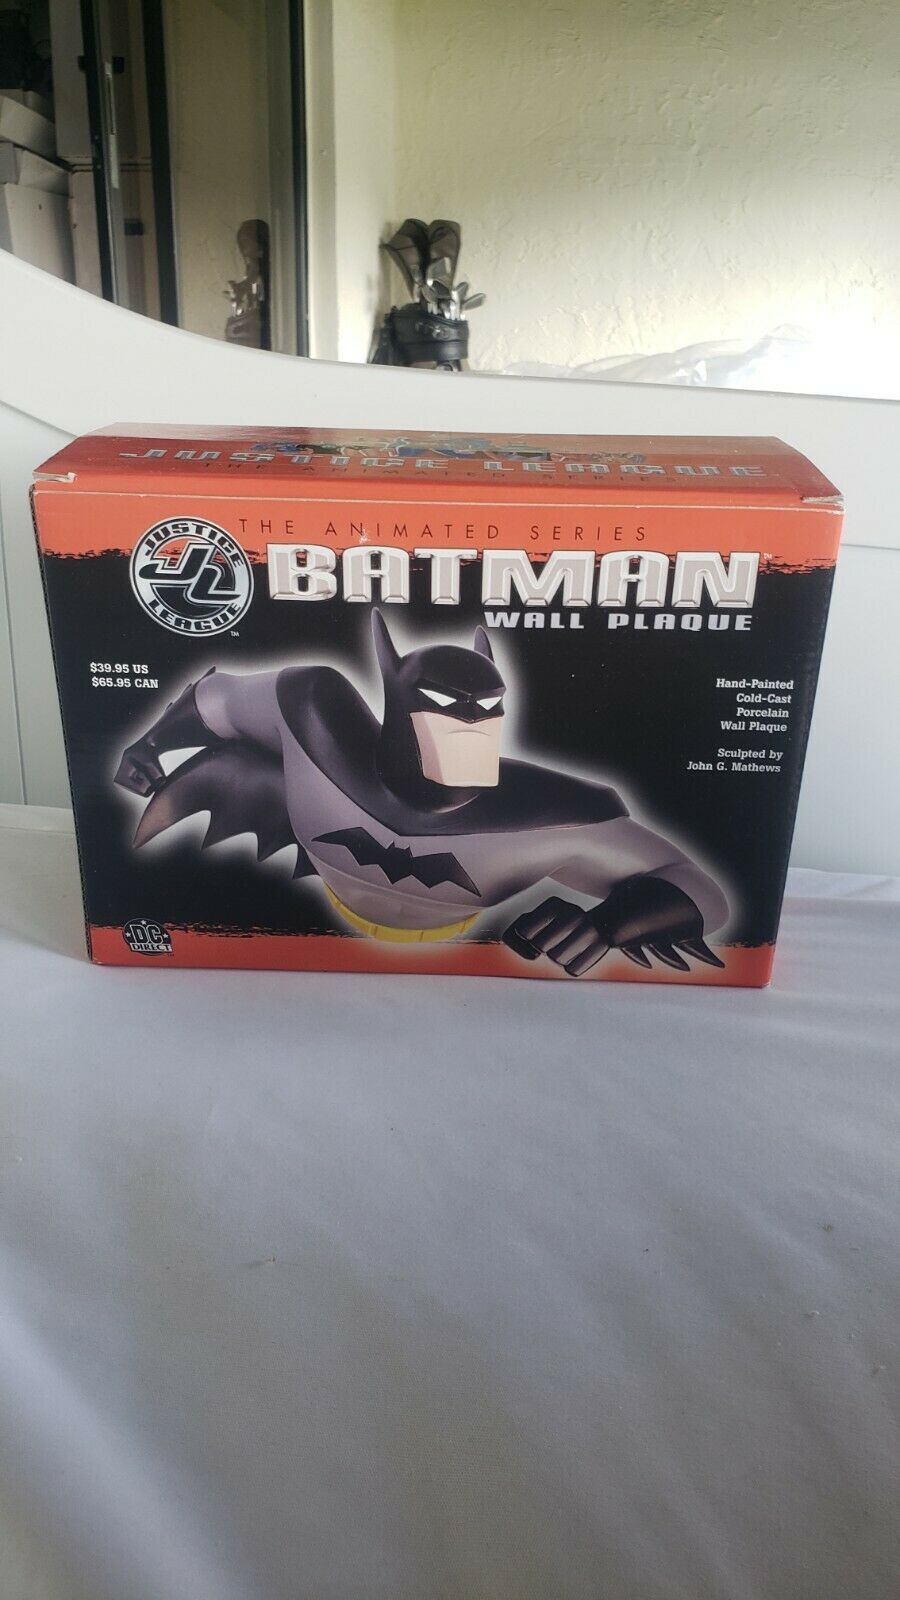 JUSTICE LEAGUE
THE ANIMATED SERIES
THE ANIMATED SERIES
JUSTICE
JL
LEAGUE
TM
BATMAN
WALL PLAQUE
$39.95 US
$65.95 CAN
Hand-Painted
Cold-Cast
Porcelain
Wall Plaque
Sculpted by
John G. Mathews
DC
DIRECT